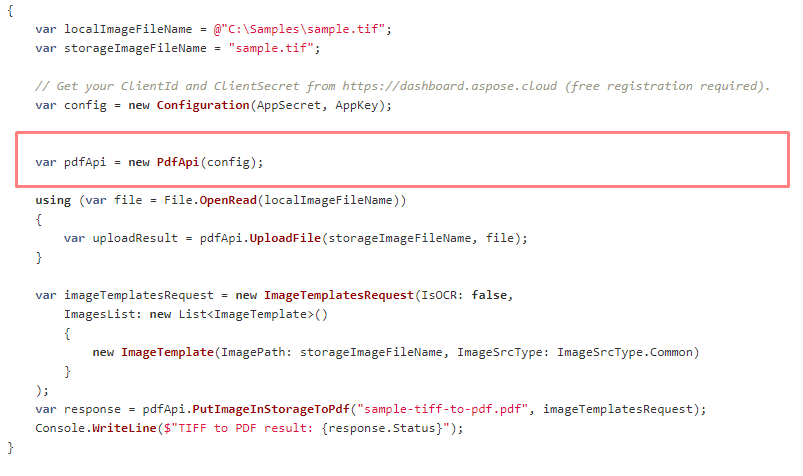 {
var localImageFileName = @"C:\Samples\sample.tif";
var storageImageFileName = "sample.tif";
// Get your ClientId and ClientSecret from https://dashboard.aspose.cloud (free registration required).
var config = new Configuration(AppSecret, AppKey);
var pdfApi = new PdfApi(config);
using (var file = File.OpenRead(localImageFileName))
{
var uploadResult = pdfApi.UploadFile(storageImageFileName, file);
}
var imageTemplatesRequest = new ImageTemplatesRequest(IsOCR: false,
ImagesList: new List<ImageTemplate>()
{
new ImageTemplate(ImagePath: storageImageFileName, ImageSrcType: ImageSrcType.Common)
}
);
var response = pdfApi.PutImageInStorageToPdf("sample-tiff-to-pdf.pdf", imageTemplatesRequest);
Console.WriteLine($"TIFF to PDF result: {response.Status}");
}